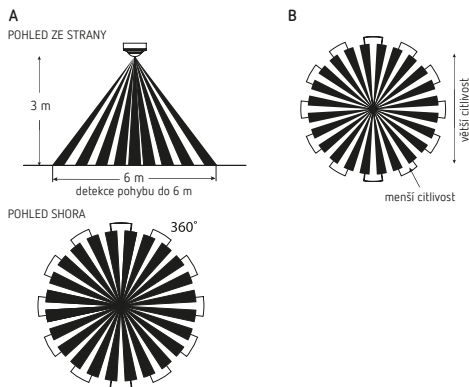 A
POHLED ZE STRANY
3 m
6 m
detekce pohybu do 6 m
POHLED SHORA
360°
B
větší citlivost
menší citlivost